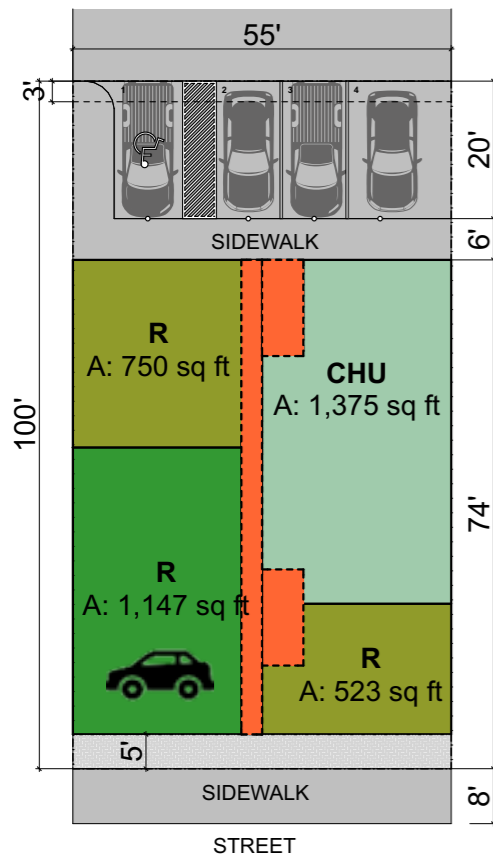 55'
3'
1
2
3
4
20'
SIDEWALK
6'
R
A: 750 sq ft
CHU
A: 1,375 sq ft
100'
74'
R
A: 1,147 sq ft
R
A: 523 sq ft
5'
SIDEWALK
8'
STREET